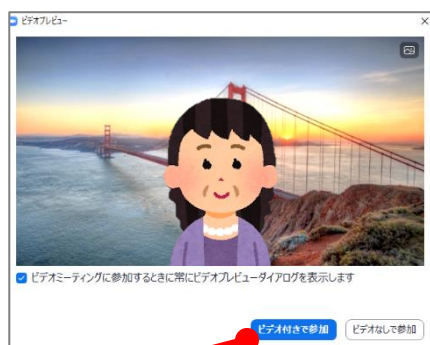 ビデオプレビュー
ビデオミーティングに参加するときに常にビデオプレビューダイアログを表示します
ビデオ付きで参加
ビデオなしで参加